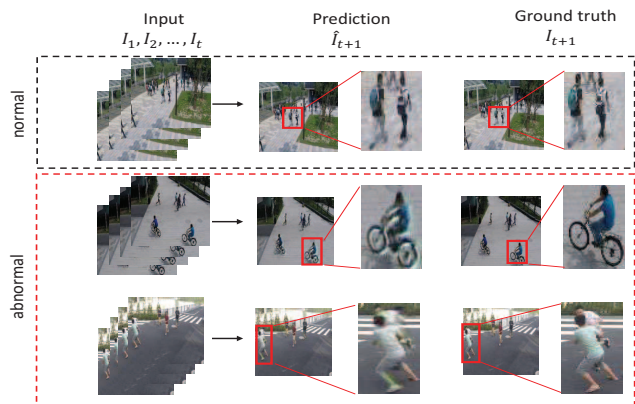 Input
I₁, I₂, ..., Iₜ
Prediction
Îₜ₊₁
Ground truth
Iₜ₊₁
normal
abnormal